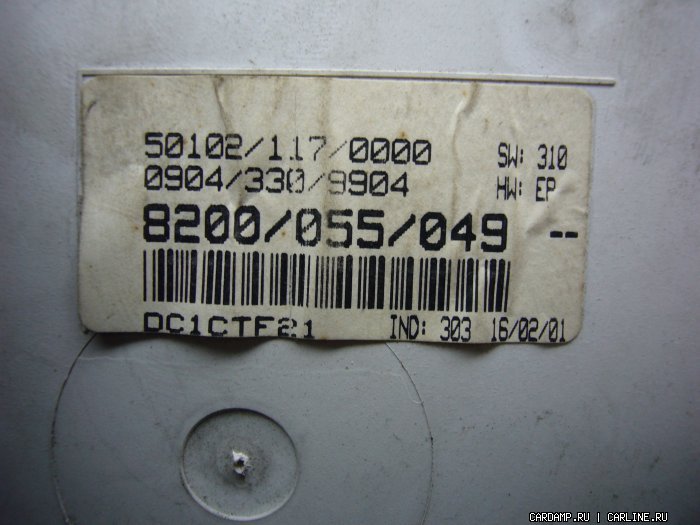 50102/117/0000 SW: 310
0904/330/9904 HW: EP
8200/055/049 --
DC1CTF21 IND: 303 16/02/01
CARDAMP.RU | CARLINE.RU